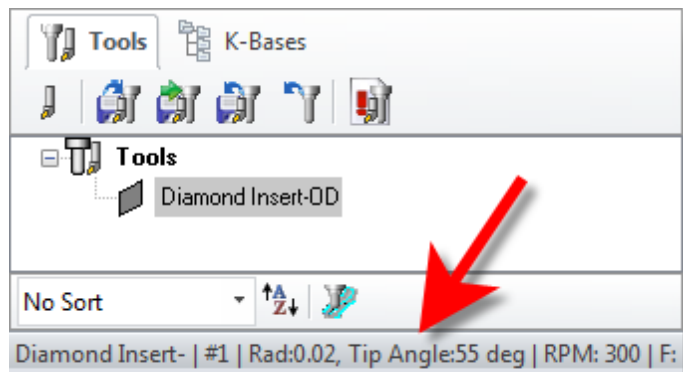 Tools K-Bases
Tools
Diamond Insert-OD
No Sort A Z
Diamond Insert- | #1 | Rad:0.02, Tip Angle:55 deg | RPM: 300 | F: